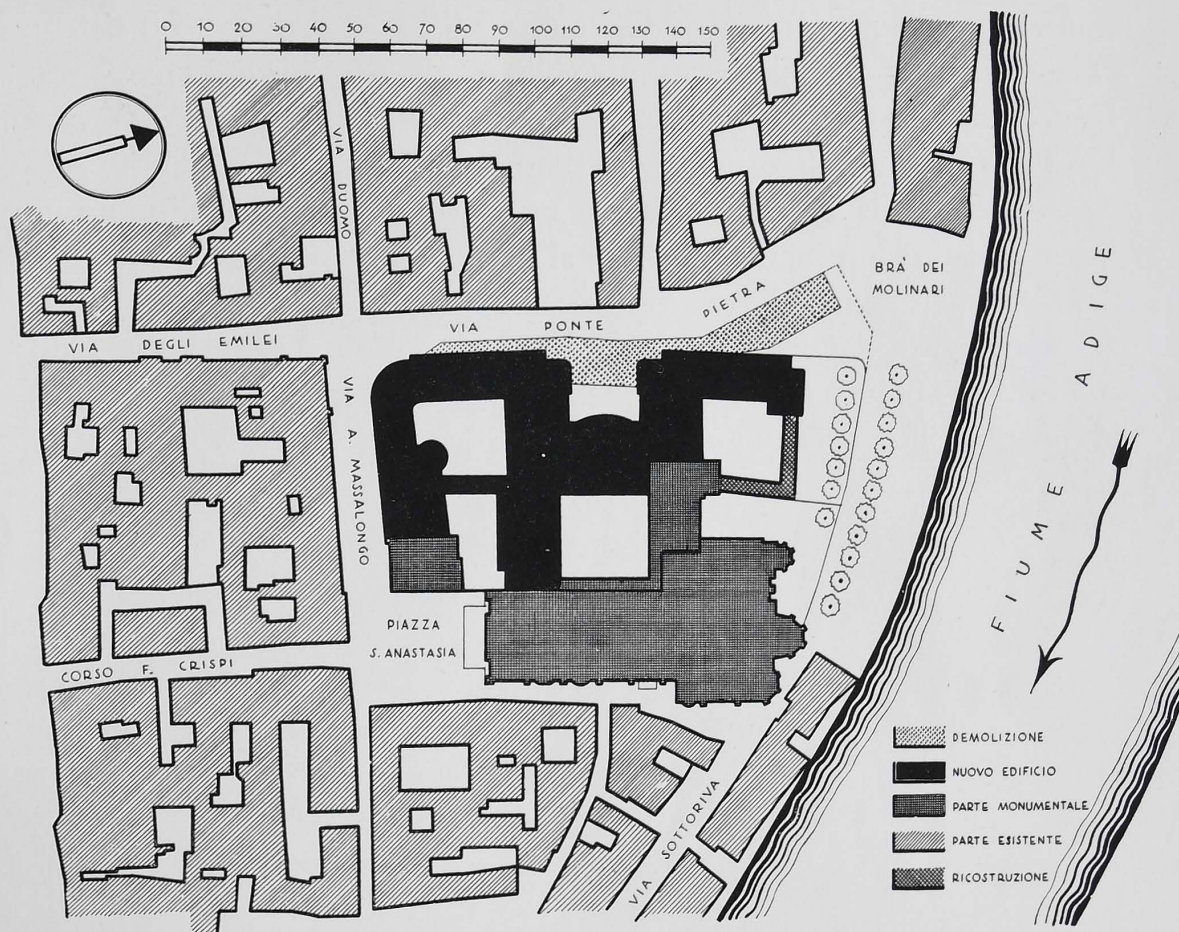 0 10 20 30 40 50 60 70 80 90 100 110 120 130 140 150
VIA DUOMO
BRA' DEI
MOLINARI
VIA PONTE PIETRA
VIA DEGLI EMILEI
VIA A. MASSALONGO
FIUME ADIGE
PIAZZA
S. ANASTASIA
CORSO F. CRISPI
VIA SOTTORIVA
DEMOLIZIONE
NUOVO EDIFICIO
PARTE MONUMENTALE
PARTE ESISTENTE
RICOSTRUZIONE